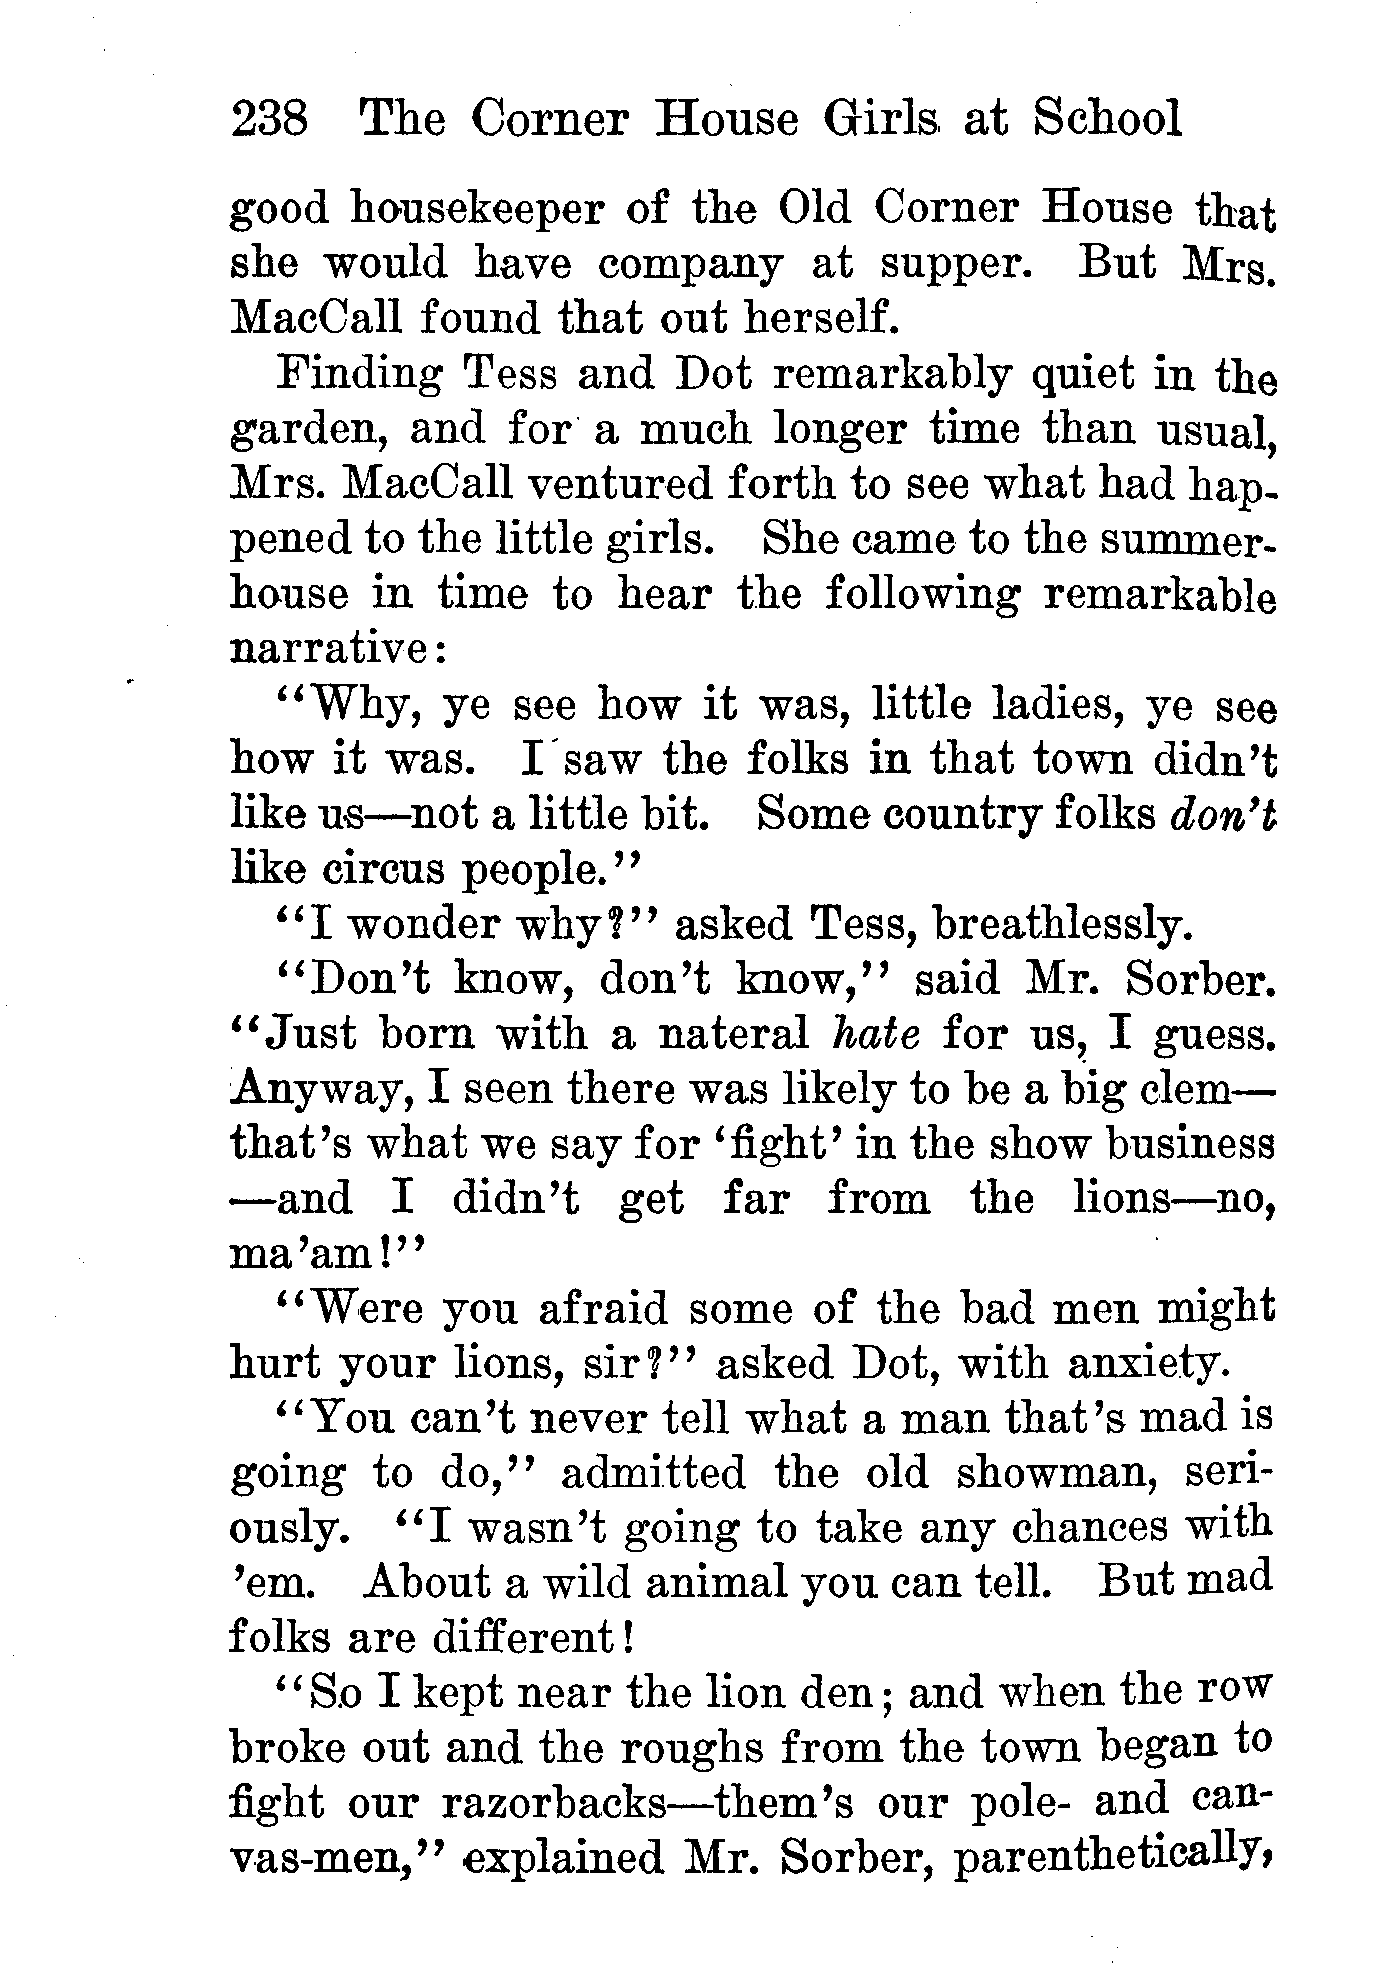 238 The Corner House Girls at School
good housekeeper of the Old Corner House that
she would have company at supper. But Mrs.
MacCall found that out herself.
Finding Tess and Dot remarkably quiet in the
garden, and for a much longer time than usual,
Mrs. MacCall ventured forth to see what had hap-
pened to the little girls. She came to the summer-
house in time to hear the following remarkable
narrative:
"Why, ye see how it was, little ladies, ye see
how it was. I saw the folks in that town didn't
like us—not a little bit. Some country folks don't
like circus people."
"I wonder why?" asked Tess, breathlessly.
"Don't know, don't know," said Mr. Sorber.
"Just born with a nateral hate for us, I guess.
Anyway, I seen there was likely to be a big clem—
that's what we say for 'fight' in the show business
—and I didn't get far from the lions—no,
ma'am!"
"Were you afraid some of the bad men might
hurt your lions, sir?" asked Dot, with anxiety.
"You can't never tell what a man that's mad is
going to do," admitted the old showman, seri-
ously. "I wasn't going to take any chances with
'em. About a wild animal you can tell. But mad
folks are different!
"So I kept near the lion den; and when the row
broke out and the roughs from the town began to
fight our razorbacks—them's our pole- and can-
vas-men," explained Mr. Sorber, parenthetically,